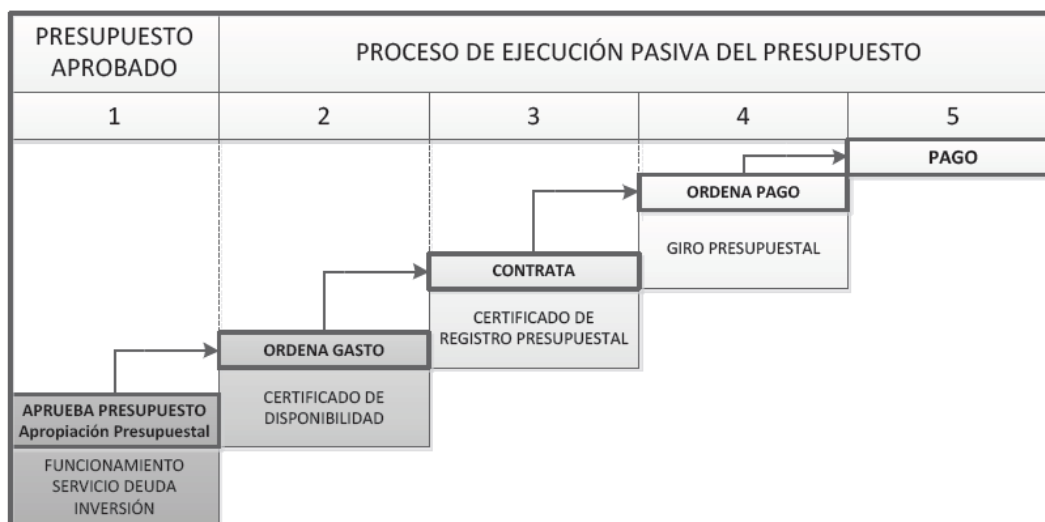 PRESUPUESTO
APROBADO
PROCESO DE EJECUCIÓN PASIVA DEL PRESUPUESTO
1
2
3
4
5
PAGO
ORDENA PAGO
GIRO PRESUPUESTAL
CONTRATA
CERTIFICADO DE
REGISTRO PRESUPUESTAL
ORDENA GASTO
CERTIFICADO DE
DISPONIBILIDAD
APRUEBA PRESUPUESTO
Apropiación Presupuestal
FUNCIONAMIENTO
SERVICIO DEUDA
INVERSIÓN